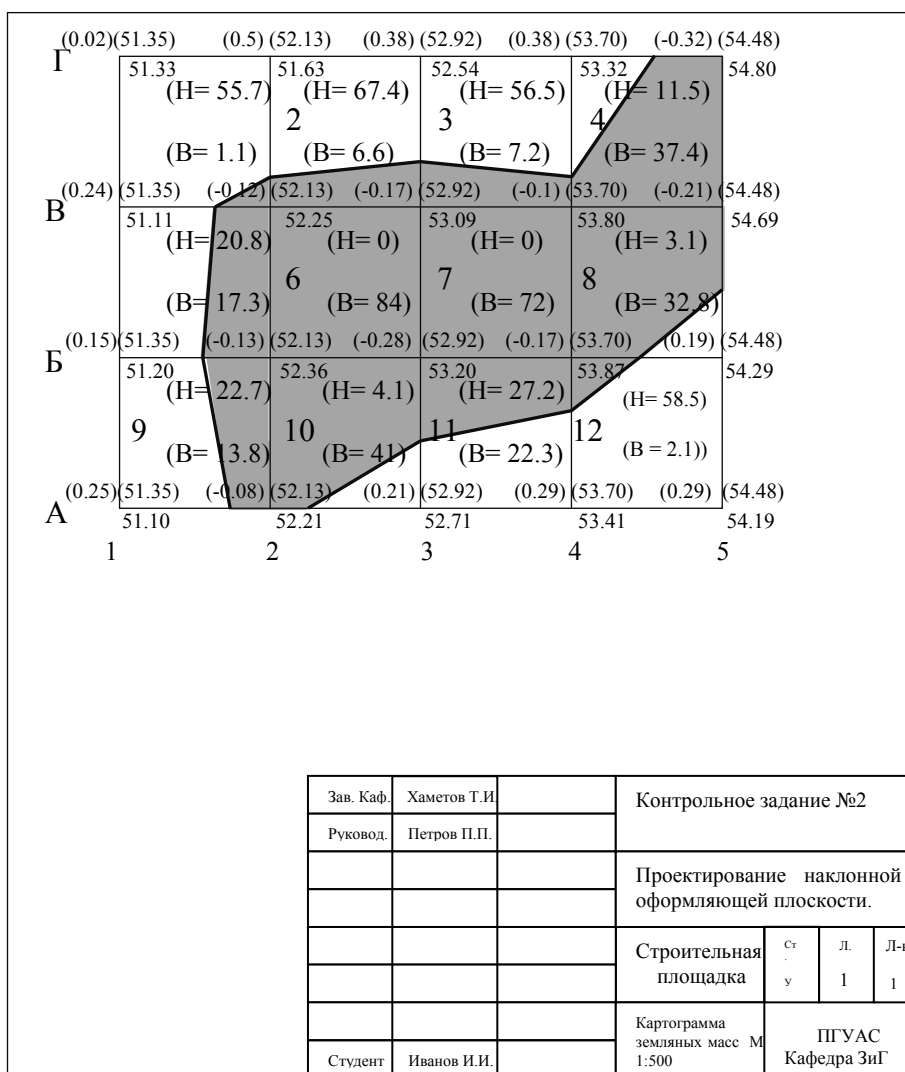 (0.02)(51.35) (0.5) (52.13) (0.38) (52.92) (0.38) (53.70) (-0.32) (54.48)
Г
51.33 51.63 52.54 53.32 54.80
(Н= 55.7) (Н= 67.4) (Н= 56.5) (Н= 11.5)
2 3 4
(В= 1.1) (В= 6.6) (В= 7.2) (В= 37.4)
(0.24) (51.35) (-0.12) (52.13) (-0.17) (52.92) (-0.1) (53.70) (-0.21) (54.48)
В
51.11 52.25 53.09 53.80 54.69
(Н= 20.8) (Н= 0) (Н= 0) (Н= 3.1)
6 7 8
(В= 17.3) (В= 84) (В= 72) (В= 32.8)
(0.15)(51.35) (-0.13) (52.13) (-0.28) (52.92) (-0.17) (53.70) (0.19) (54.48)
Б
51.20 52.36 53.20 53.87 54.29
(Н= 22.7) (Н= 4.1) (Н= 27.2) (Н= 58.5)
9 10 11 12
(В= 13.8) (В= 41) (В= 22.3) (В = 2.1))
(0.25)(51.35) (-0.08) (52.13) (0.21) (52.92) (0.29) (53.70) (0.29) (54.48)
А
51.10 52.21 52.71 53.41 54.19
1 2 3 4 5
Зав. Каф. Хаметов Т.И. Контрольное задание №2
Руковод. Петров П.П.
Проектирование наклонной
оформляющей плоскости.
Строительная
площадка
Ст. Л. Л-в
У 1 1
Картограмма
земляных масс М
1:500
ПГУАС
Кафедра ЗиГ
Студент Иванов И.И.